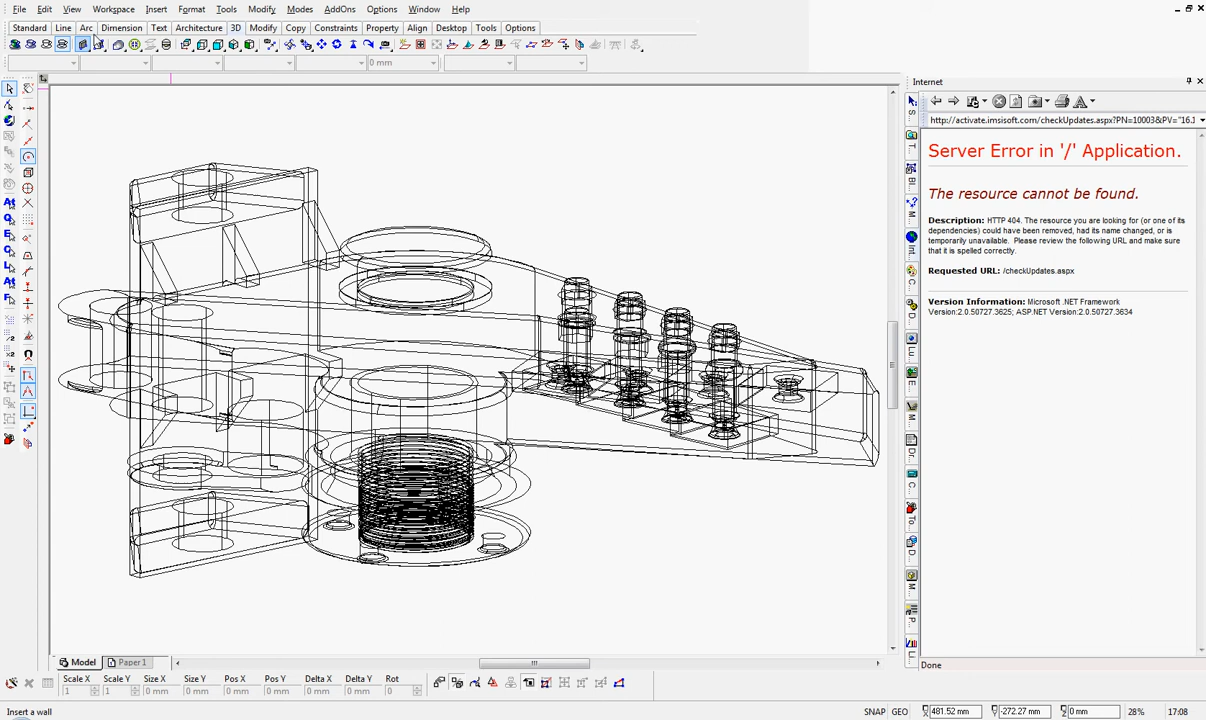 File Edit View Workspace Insert Format Tools Modify Modes AddOns Options Window Help
Standard Line Arc Dimension Text Architecture 3D Modify Copy Constraints Property Align Desktop Tools Options
0 mm
Internet
http://activate.imsisoft.com/checkUpdates.aspx?PN=10003&PV="16.
Server Error in '/' Application.
The resource cannot be found.
Description: HTTP 404. The resource you are looking for (or one of its
dependencies) could have been removed, had its name changed, or is
temporarily unavailable. Please review the following URL and make sure
that it is spelled correctly.
Requested URL: /checkUpdates.aspx
Version Information: Microsoft .NET Framework
Version:2.0.50727.3625; ASP.NET Version:2.0.50727.3634
Model Paper 1
Done
Scale X Scale Y Size X Size Y Pos X Pos Y Delta X Delta Y Rot
1 1 0 mm 0 mm 0 mm 0 mm 0 mm 0 mm 0
Insert a wall
SNAP GEO 481.52 mm -272.27 mm 0 mm 28% 17:08